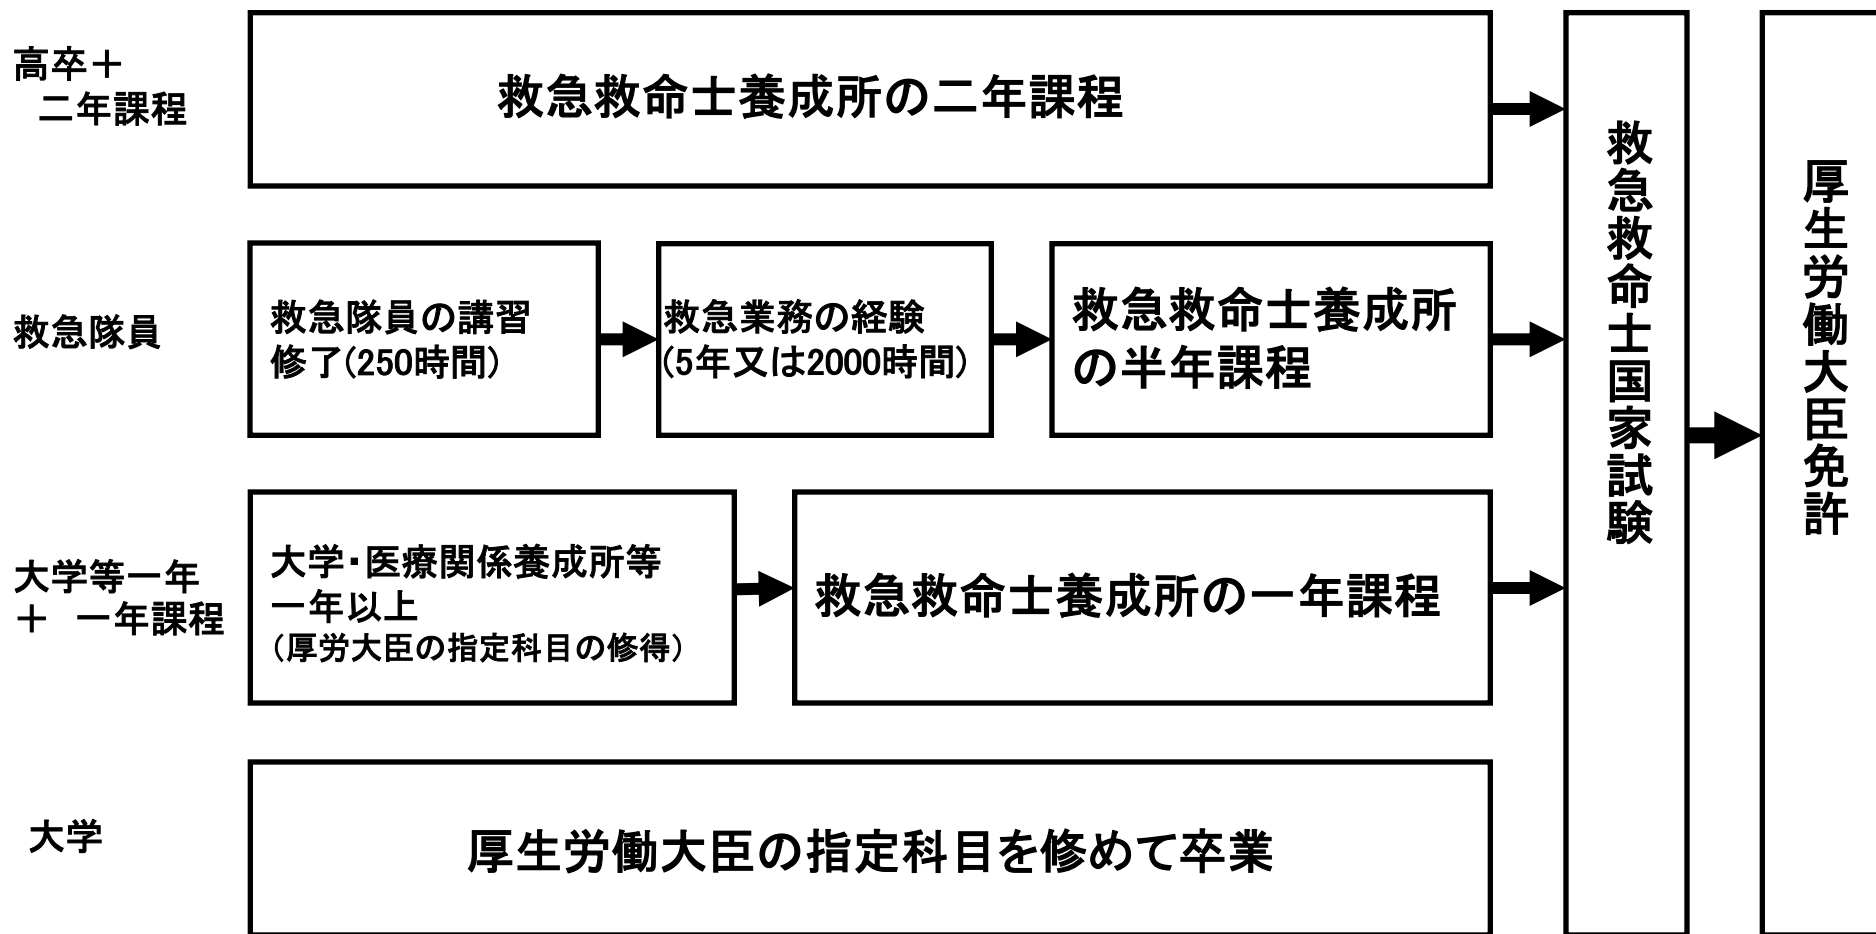 高卒＋
二年課程
救急救命士養成所の二年課程
救急隊員
救急隊員の講習
修了(250時間)
救急業務の経験
(5年又は2000時間)
救急救命士養成所
の半年課程
大学等一年
＋ 一年課程
大学・医療関係養成所等
一年以上
(厚労大臣の指定科目の修得)
救急救命士養成所の一年課程
大学
厚生労働大臣の指定科目を修めて卒業
救急救命士国家試験
厚生労働大臣免許